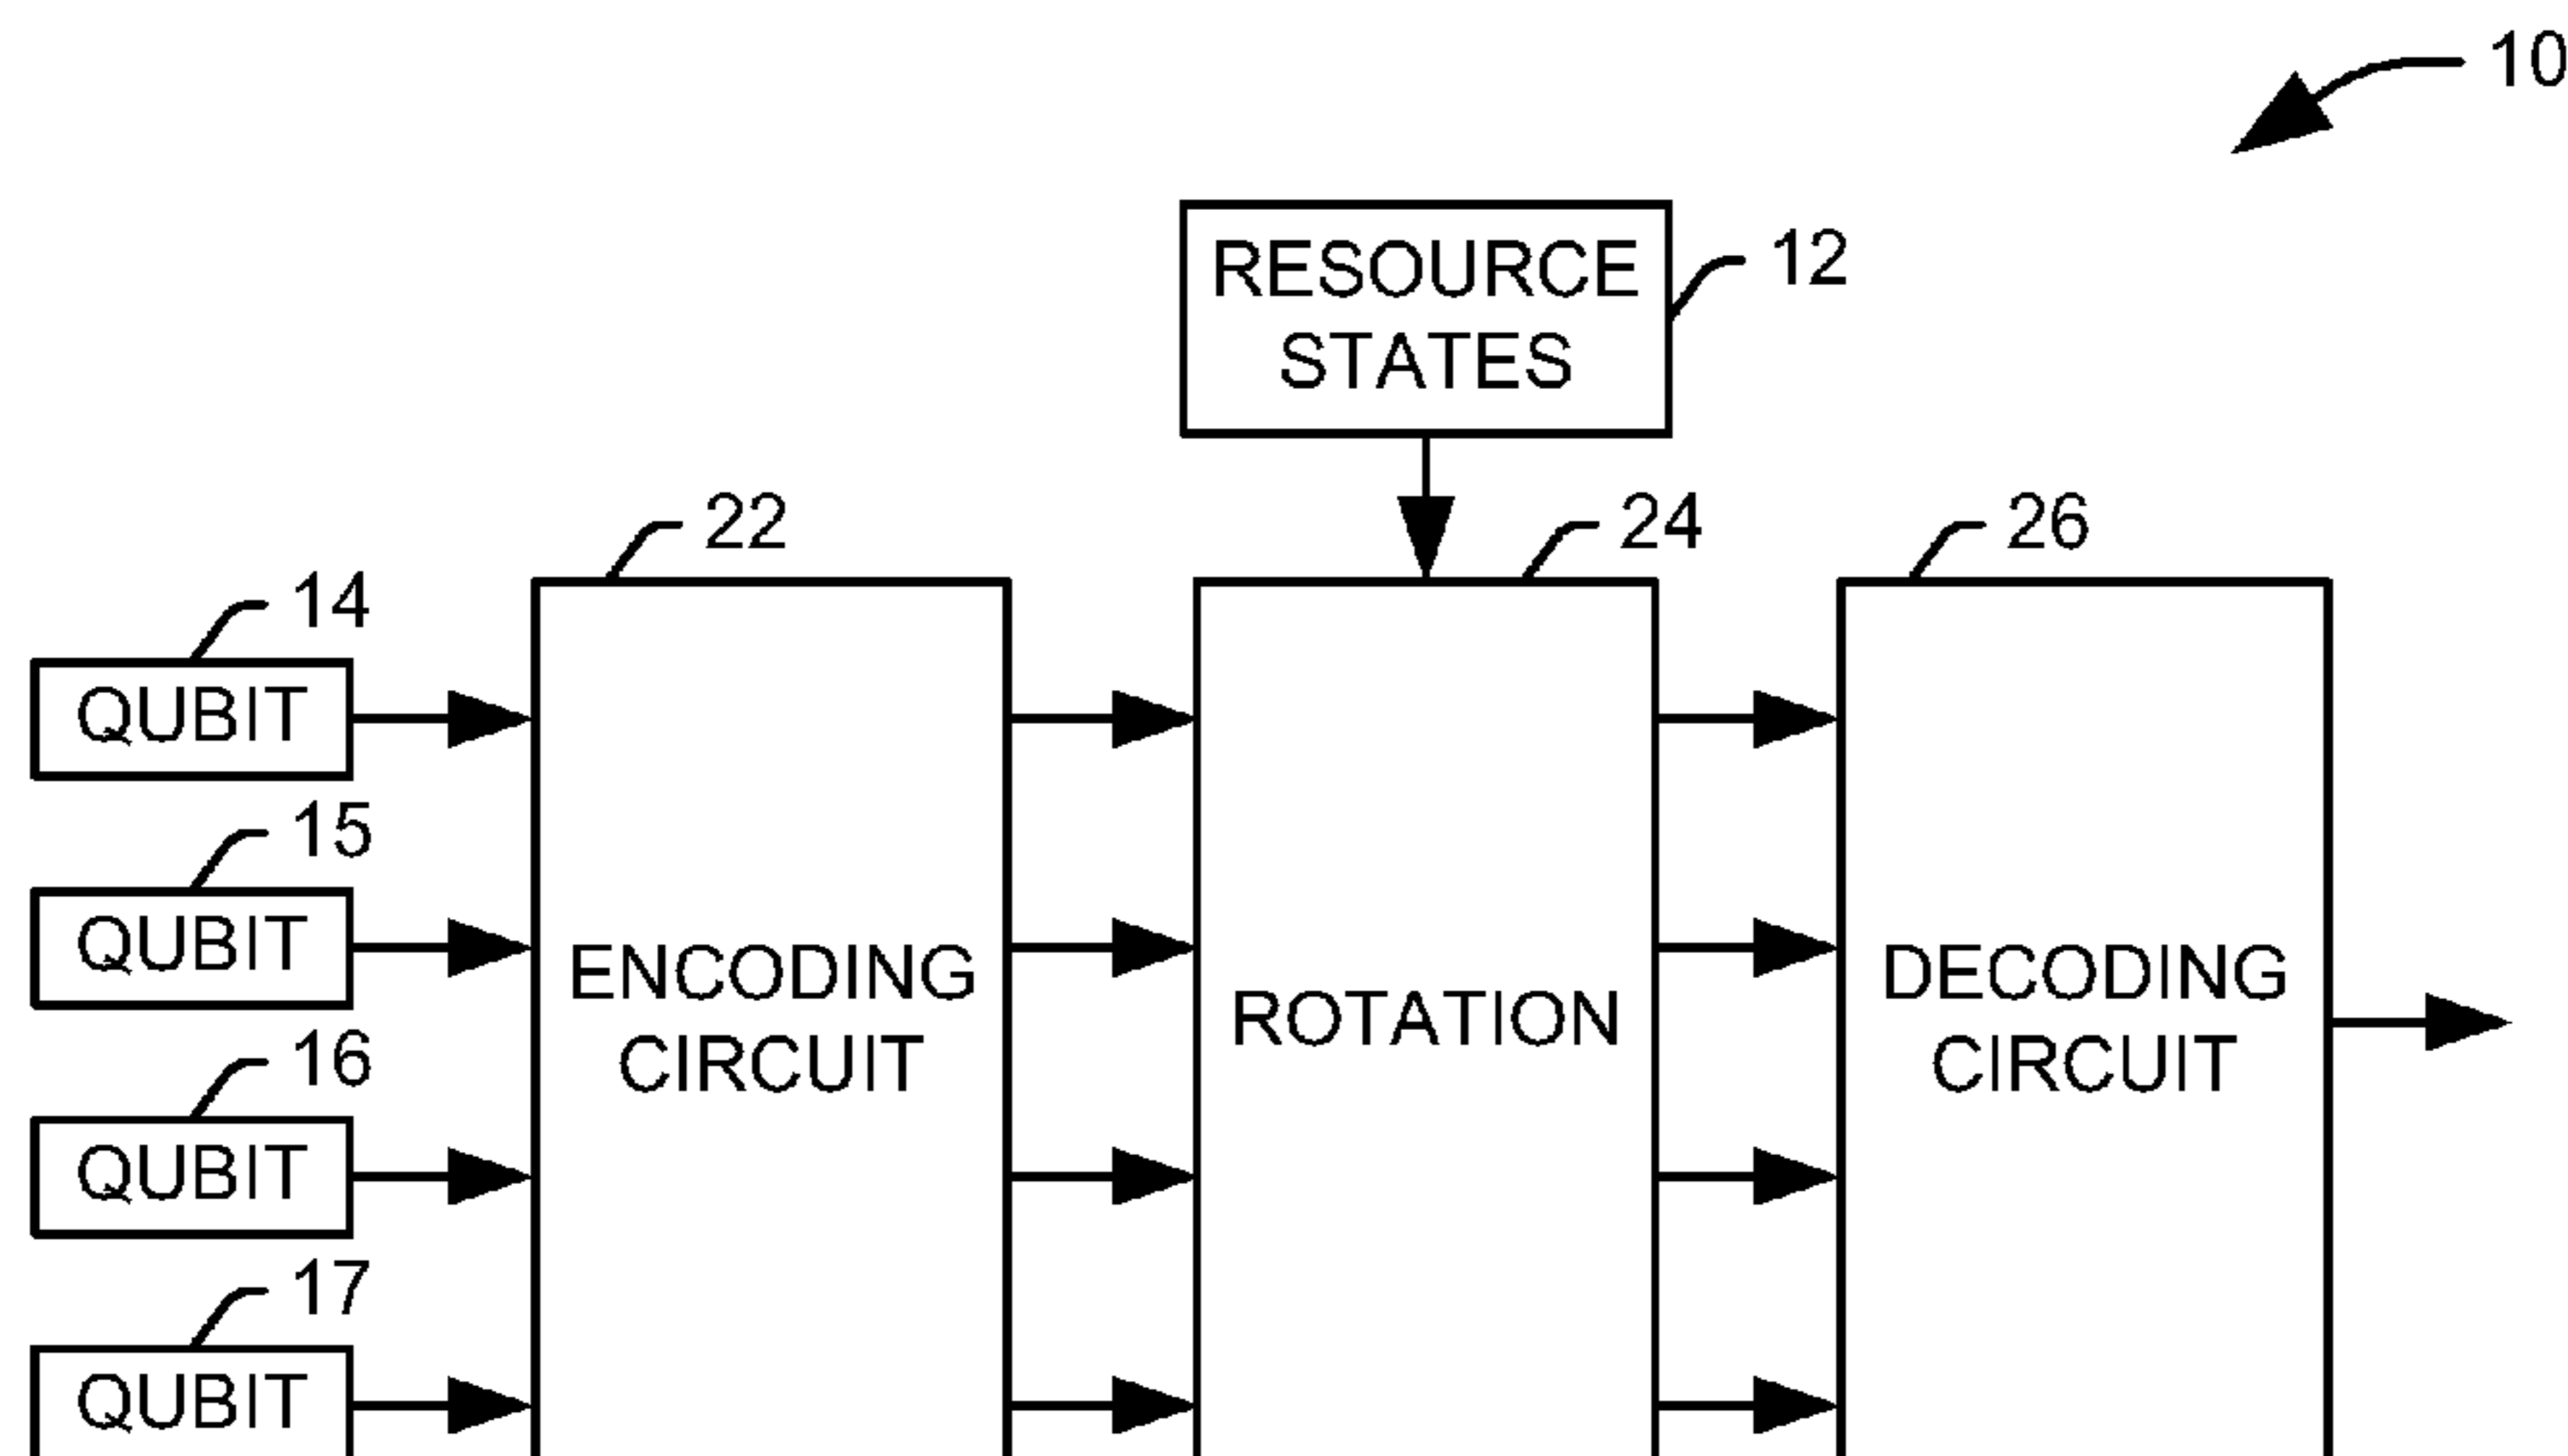 10
RESOURCE
STATES
12
22
24
26
14
QUBIT
15
QUBIT
ENCODING
CIRCUIT
ROTATION
DECODING
CIRCUIT
16
QUBIT
17
QUBIT